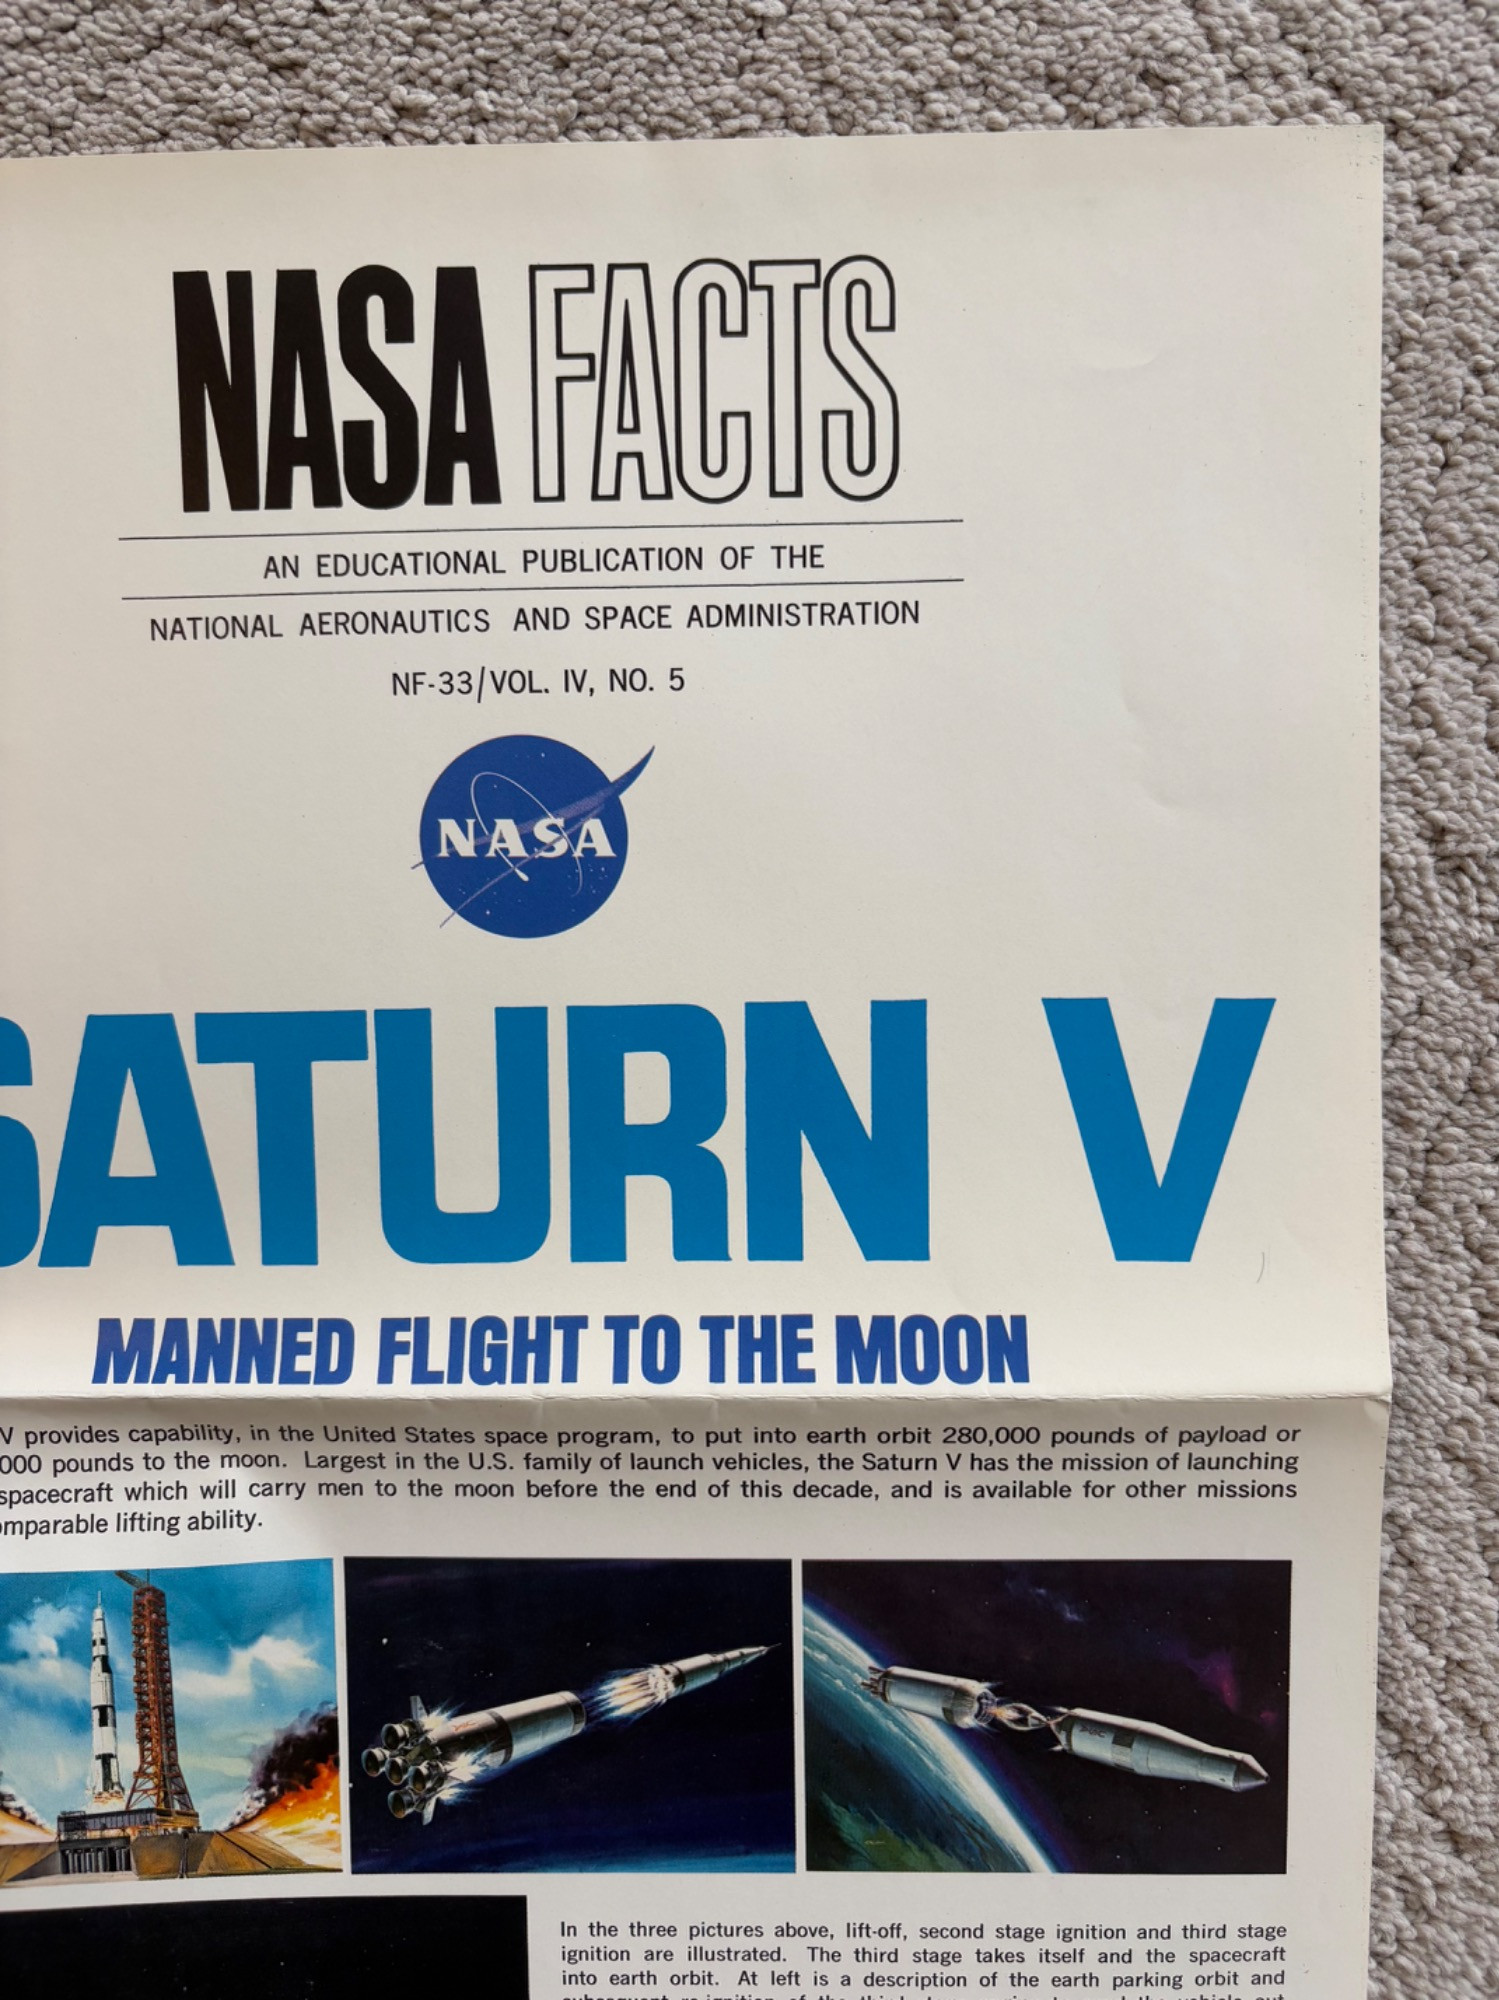 NASA FACTS
AN EDUCATIONAL PUBLICATION OF THE
NATIONAL AERONAUTICS AND SPACE ADMINISTRATION
NF-33/VOL. IV, NO. 5
NASA
SATURN V
MANNED FLIGHT TO THE MOON
V provides capability, in the United States space program, to put into earth orbit 280,000 pounds of payload or
000 pounds to the moon. Largest in the U.S. family of launch vehicles, the Saturn V has the mission of launching
spacecraft which will carry men to the moon before the end of this decade, and is available for other missions
omparable lifting ability.
In the three pictures above, lift-off, second stage ignition and third stage
ignition are illustrated. The third stage takes itself and the spacecraft
into earth orbit. At left is a description of the earth parking orbit and